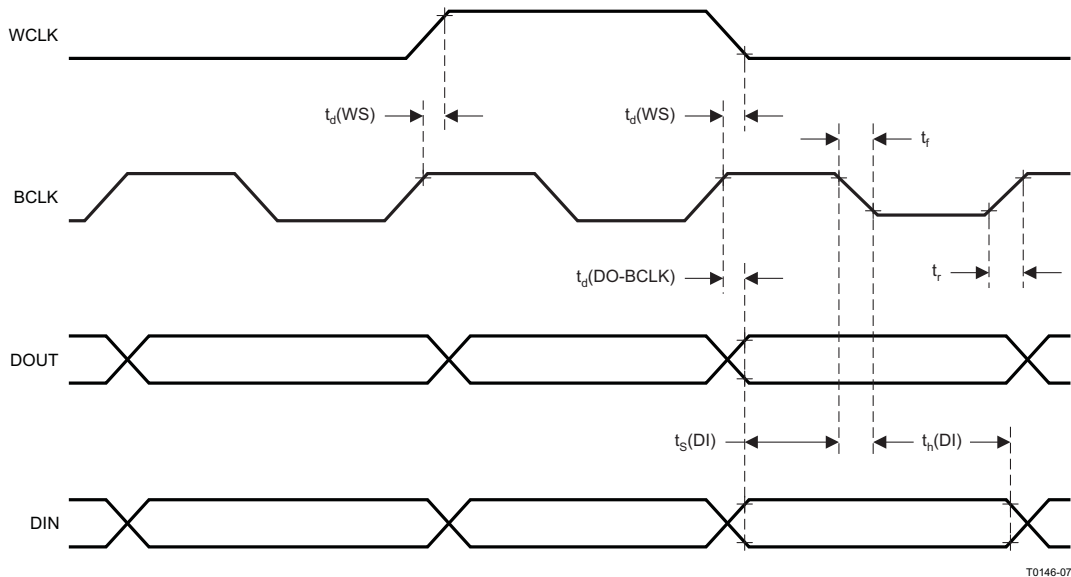 WCLK
td(WS)
td(WS)
tf
BCLK
td(DO-BCLK)
tr
DOUT
tS(DI)
th(DI)
DIN
T0146-07